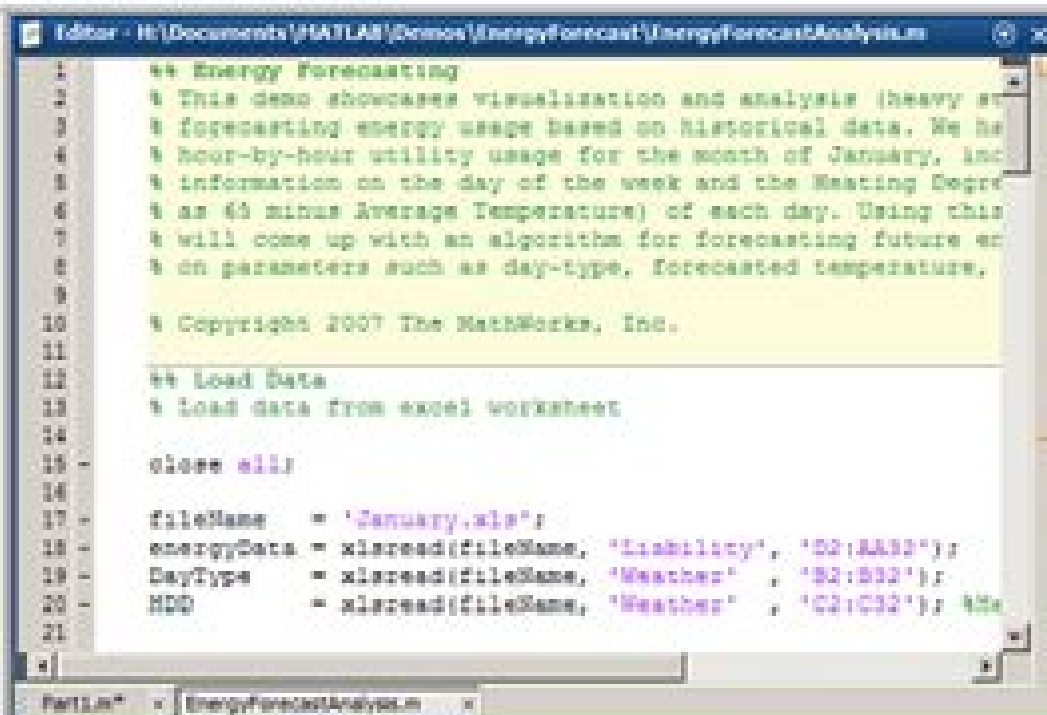 Editor - H:\Documents\MATLAB\Demos\EnergyForecast\EnergyForecastAnalysis.m
1 %% Energy Forecasting
2 % This demo showcases visualization and analysis (heavy st
3 % forecasting energy usage based on historical data. We ha
4 % hour-by-hour utility usage for the month of January, inc
5 % information on the day of the week and the Heating Degre
6 % as 65 minus Average Temperature) of each day. Using this
7 % will come up with an algorithm for forecasting future en
8 % on parameters such as day-type, forecasted temperature,
9
10 % Copyright 2007 The MathWorks, Inc.
11
12 %% Load Data
13 % Load data from excel worksheet
14
15 - close all;
16
17 - fileName = 'January.xls';
18 - energyData = xlsread(fileName, 'Liability', 'D2:AA32');
19 - DayType = xlsread(fileName, 'Weather' , 'B2:B32');
20 - HDD = xlsread(fileName, 'Weather' , 'C2:C32'); %He
21
Part1.m* × EnergyForecastAnalysis.m ×